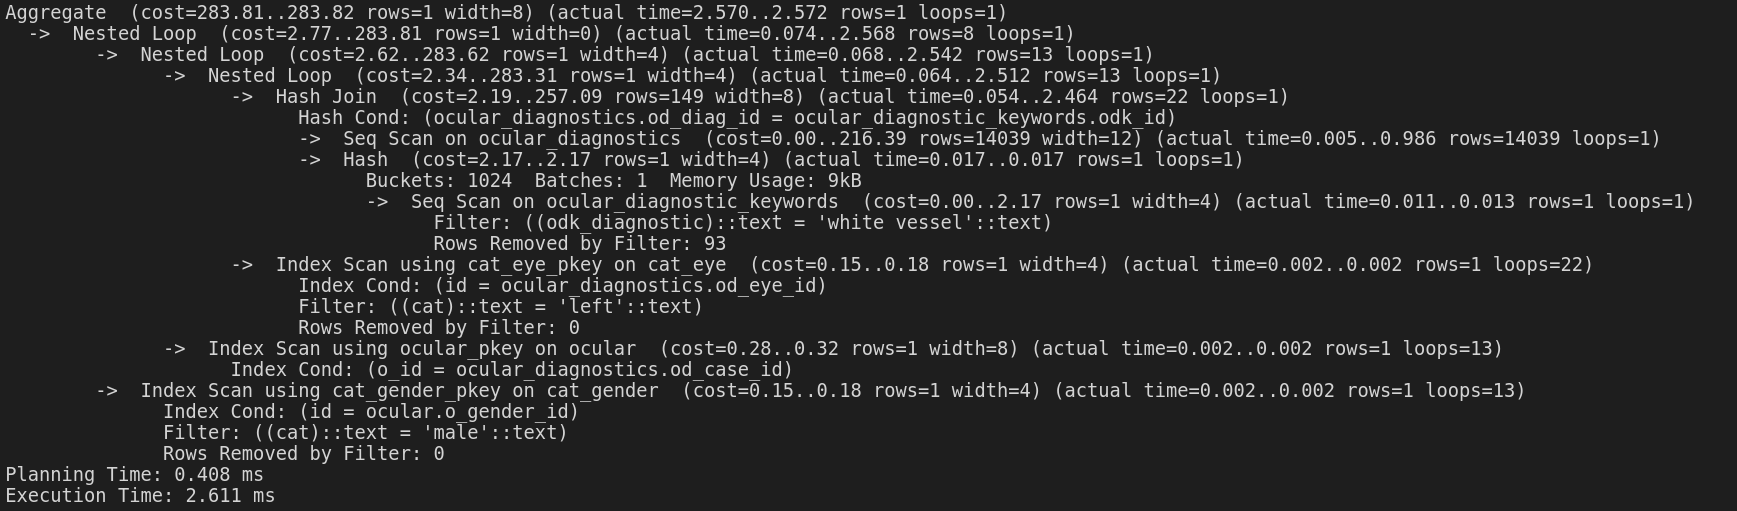 Aggregate  (cost=283.81..283.82 rows=1 width=8) (actual time=2.570..2.572 rows=1 loops=1)
  ->  Nested Loop  (cost=2.77..283.81 rows=1 width=0) (actual time=0.074..2.568 rows=8 loops=1)
        ->  Nested Loop  (cost=2.62..283.62 rows=1 width=4) (actual time=0.068..2.542 rows=13 loops=1)
              ->  Nested Loop  (cost=2.34..283.31 rows=1 width=4) (actual time=0.064..2.512 rows=13 loops=1)
                    ->  Hash Join  (cost=2.19..257.09 rows=149 width=8) (actual time=0.054..2.464 rows=22 loops=1)
                          Hash Cond: (ocular_diagnostics.od_diag_id = ocular_diagnostic_keywords.odk_id)
                          ->  Seq Scan on ocular_diagnostics  (cost=0.00..216.39 rows=14039 width=12) (actual time=0.005..0.986 rows=14039 loops=1)
                          ->  Hash  (cost=2.17..2.17 rows=1 width=4) (actual time=0.017..0.017 rows=1 loops=1)
                                Buckets: 1024  Batches: 1  Memory Usage: 9kB
                                ->  Seq Scan on ocular_diagnostic_keywords  (cost=0.00..2.17 rows=1 width=4) (actual time=0.011..0.013 rows=1 loops=1)
                                      Filter: ((odk_diagnostic)::text = 'white vessel'::text)
                                      Rows Removed by Filter: 93
                    ->  Index Scan using cat_eye_pkey on cat_eye  (cost=0.15..0.18 rows=1 width=4) (actual time=0.002..0.002 rows=1 loops=22)
                          Index Cond: (id = ocular_diagnostics.od_eye_id)
                          Filter: ((cat)::text = 'left'::text)
                          Rows Removed by Filter: 0
              ->  Index Scan using ocular_pkey on ocular  (cost=0.28..0.32 rows=1 width=8) (actual time=0.002..0.002 rows=1 loops=13)
                    Index Cond: (o_id = ocular_diagnostics.od_case_id)
        ->  Index Scan using cat_gender_pkey on cat_gender  (cost=0.15..0.18 rows=1 width=4) (actual time=0.002..0.002 rows=1 loops=13)
              Index Cond: (id = ocular.o_gender_id)
              Filter: ((cat)::text = 'male'::text)
              Rows Removed by Filter: 0
Planning Time: 0.408 ms
Execution Time: 2.611 ms